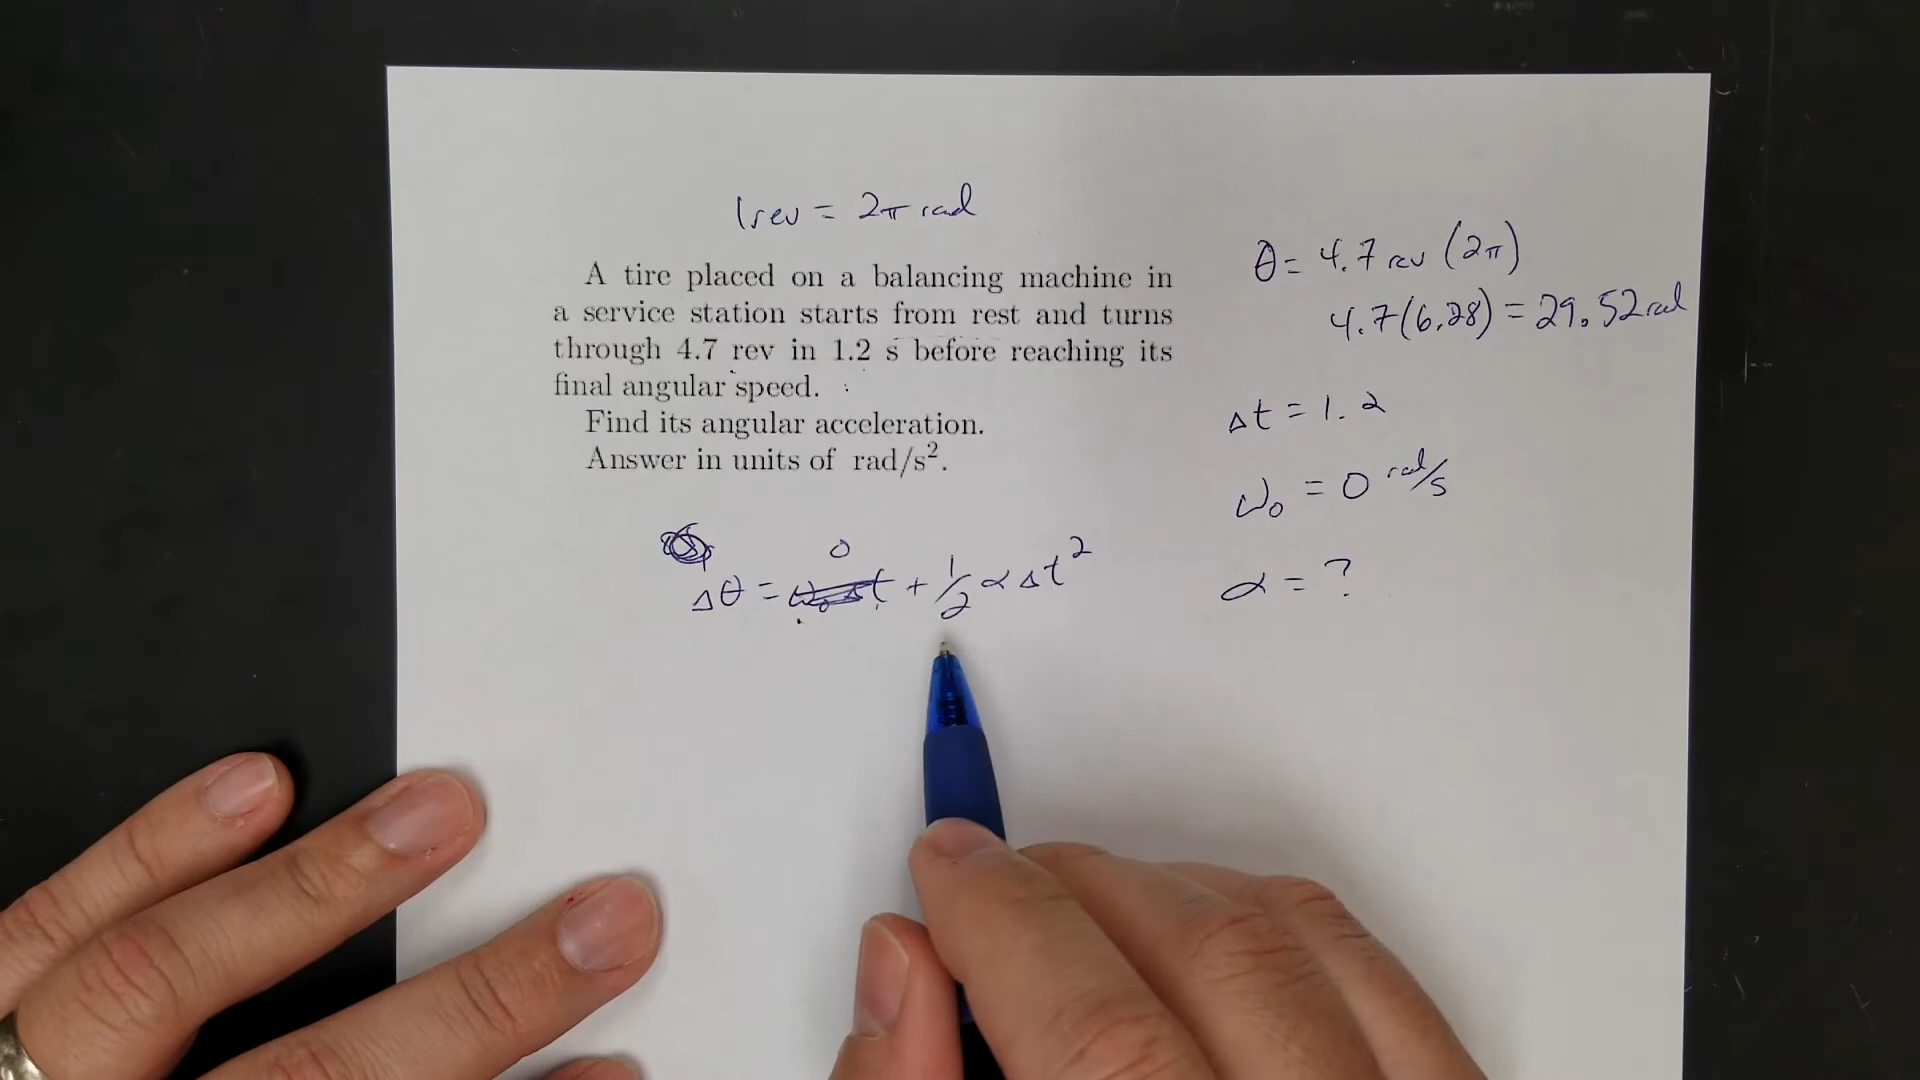 1rev = 2π rad
A tire placed on a balancing machine in
a service station starts from rest and turns
through 4.7 rev in 1.2 s before reaching its
final angular speed.
Find its angular acceleration.
Answer in units of rad/s².
0
Δθ = ω₀Δt + 1/2 α Δt²
θ = 4.7 rev (2π)
4.7(6.28) = 29.52 rad
Δt = 1.2
ω₀ = 0 rad/s
α = ?